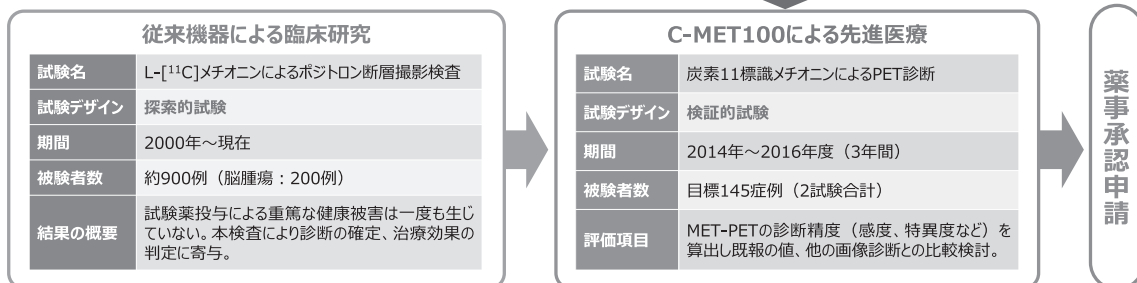 従来機器による臨床研究
試験名 L-[¹¹C]メチオニンによるポジトロン断層撮影検査
試験デザイン 探索的試験
期間 2000年～現在
被験者数 約900例（脳腫瘍：200例）
結果の概要 試験薬投与による重篤な健康被害は一度も生じ
ていない。本検査により診断の確定、治療効果の
判定に寄与。
C-MET100による先進医療
試験名 炭素11標識メチオニンによるPET診断
試験デザイン 検証的試験
期間 2014年～2016年度（3年間）
被験者数 目標145症例（2試験合計）
評価項目 MET-PETの診断精度（感度、特異度など）を
算出し既報の値、他の画像診断との比較検討。
薬事承認申請